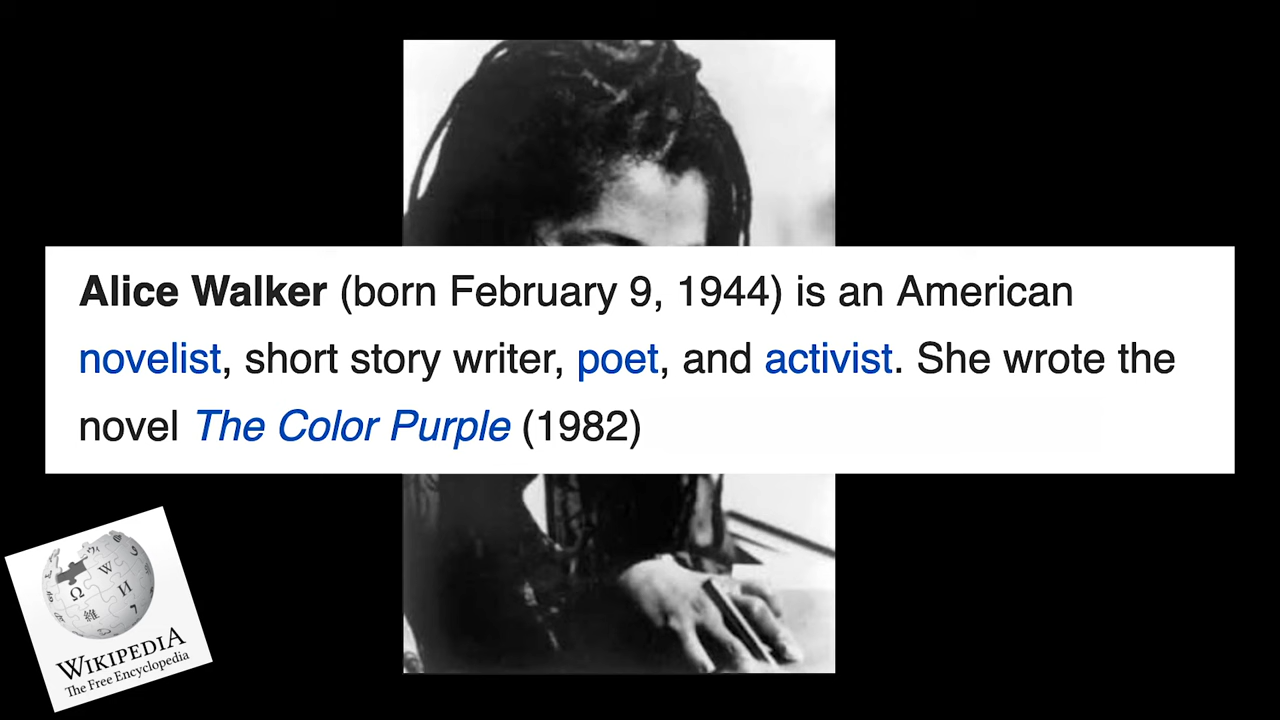 Alice Walker (born February 9, 1944) is an American
novelist, short story writer, poet, and activist. She wrote the
novel The Color Purple (1982)
WIKIPEDIA
The Free Encyclopedia